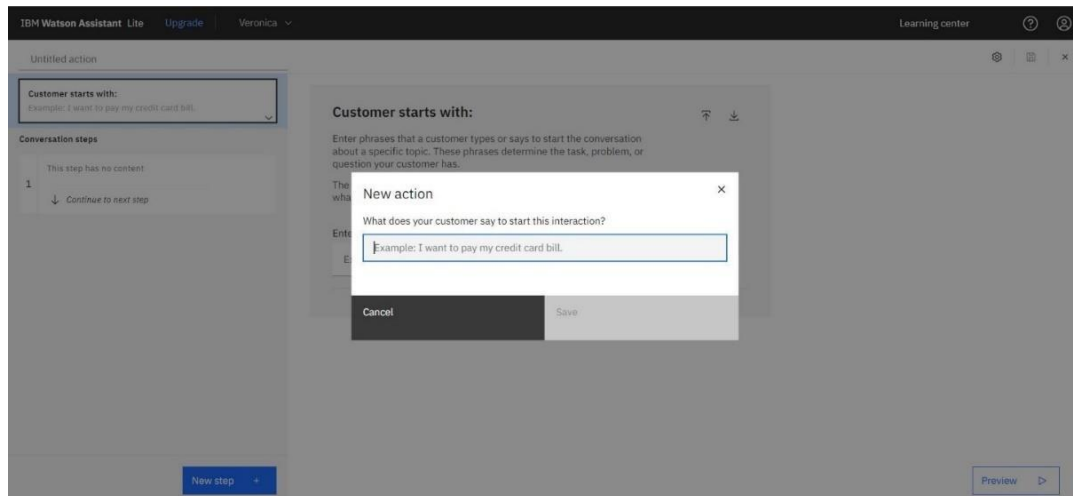 IBM Watson Assistant Lite Upgrade Veronica Learning center
Untitled action
Customer starts with:
Example: I want to pay my credit card bill.
Conversation steps
This step has no content
1
Continue to next step
New step +
Customer starts with:
Enter phrases that a customer types or says to start the conversation
about a specific topic. These phrases determine the task, problem, or
question your customer has.
The
wha
Ente
E
New action
What does your customer say to start this interaction?
Example: I want to pay my credit card bill.
Cancel Save
Preview